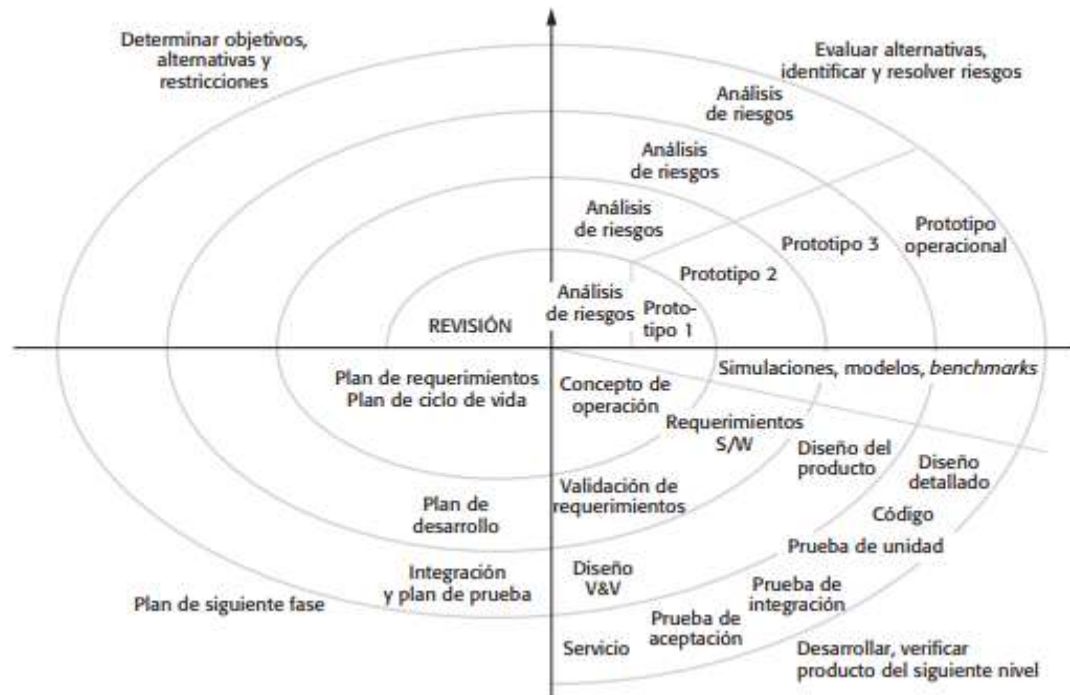 Determinar objetivos,
alternativas y
restricciones
Evaluar alternativas,
identificar y resolver riesgos
Análisis
de riesgos
Análisis
de riesgos
Análisis
de riesgos
Análisis
de riesgos
Prototipo
operacional
Prototipo 3
Prototipo 2
Proto-
tipo 1
REVISIÓN
Simulaciones, modelos, benchmarks
Plan de requerimientos
Plan de ciclo de vida
Concepto de
operación
Requerimientos
S/W
Diseño del
producto
Diseño
detallado
Plan de
desarrollo
Validación de
requerimientos
Código
Prueba de unidad
Integración
y plan de prueba
Diseño
V&V
Prueba de
integración
Plan de siguiente fase
Prueba de
aceptación
Servicio
Desarrollar, verificar
producto del siguiente nivel